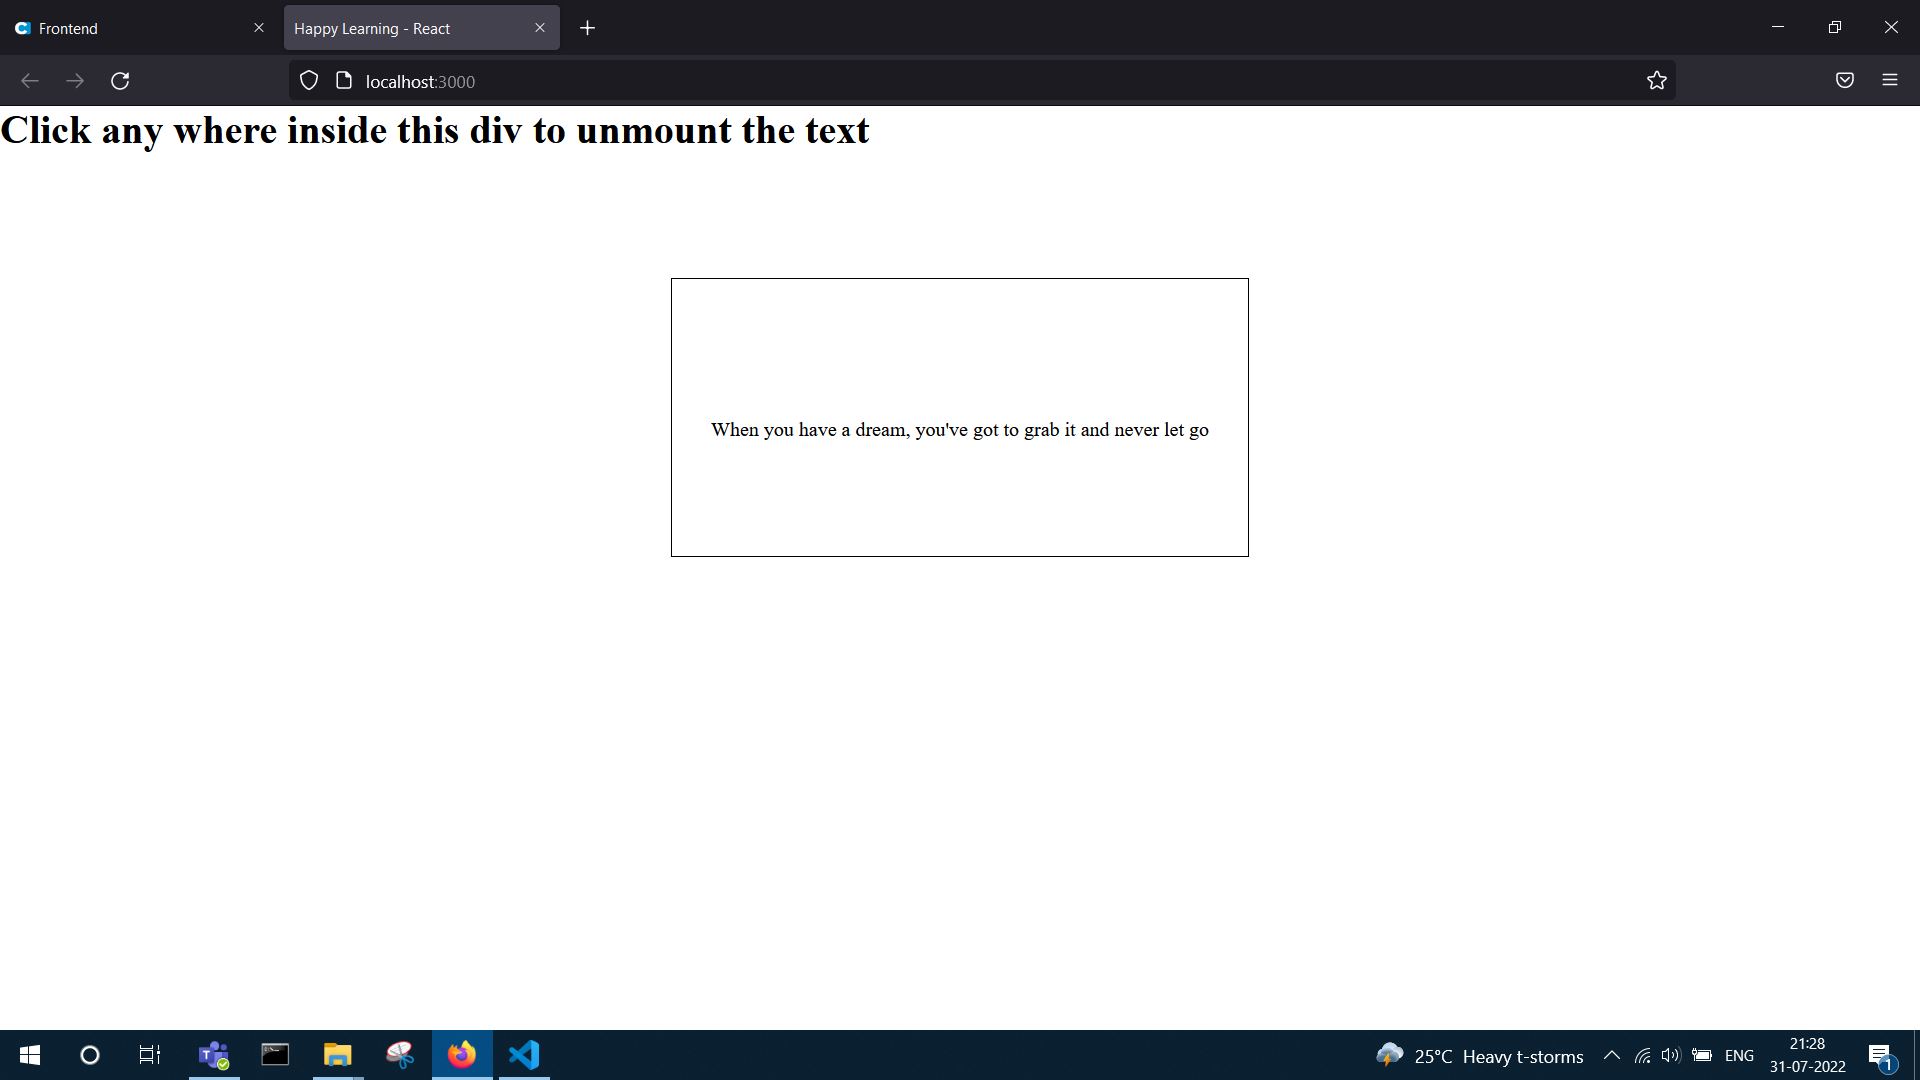 Frontend
Happy Learning - React
localhost:3000
Click any where inside this div to unmount the text
When you have a dream, you've got to grab it and never let go
25°C Heavy t-storms
ENG
21:28
31-07-2022
1